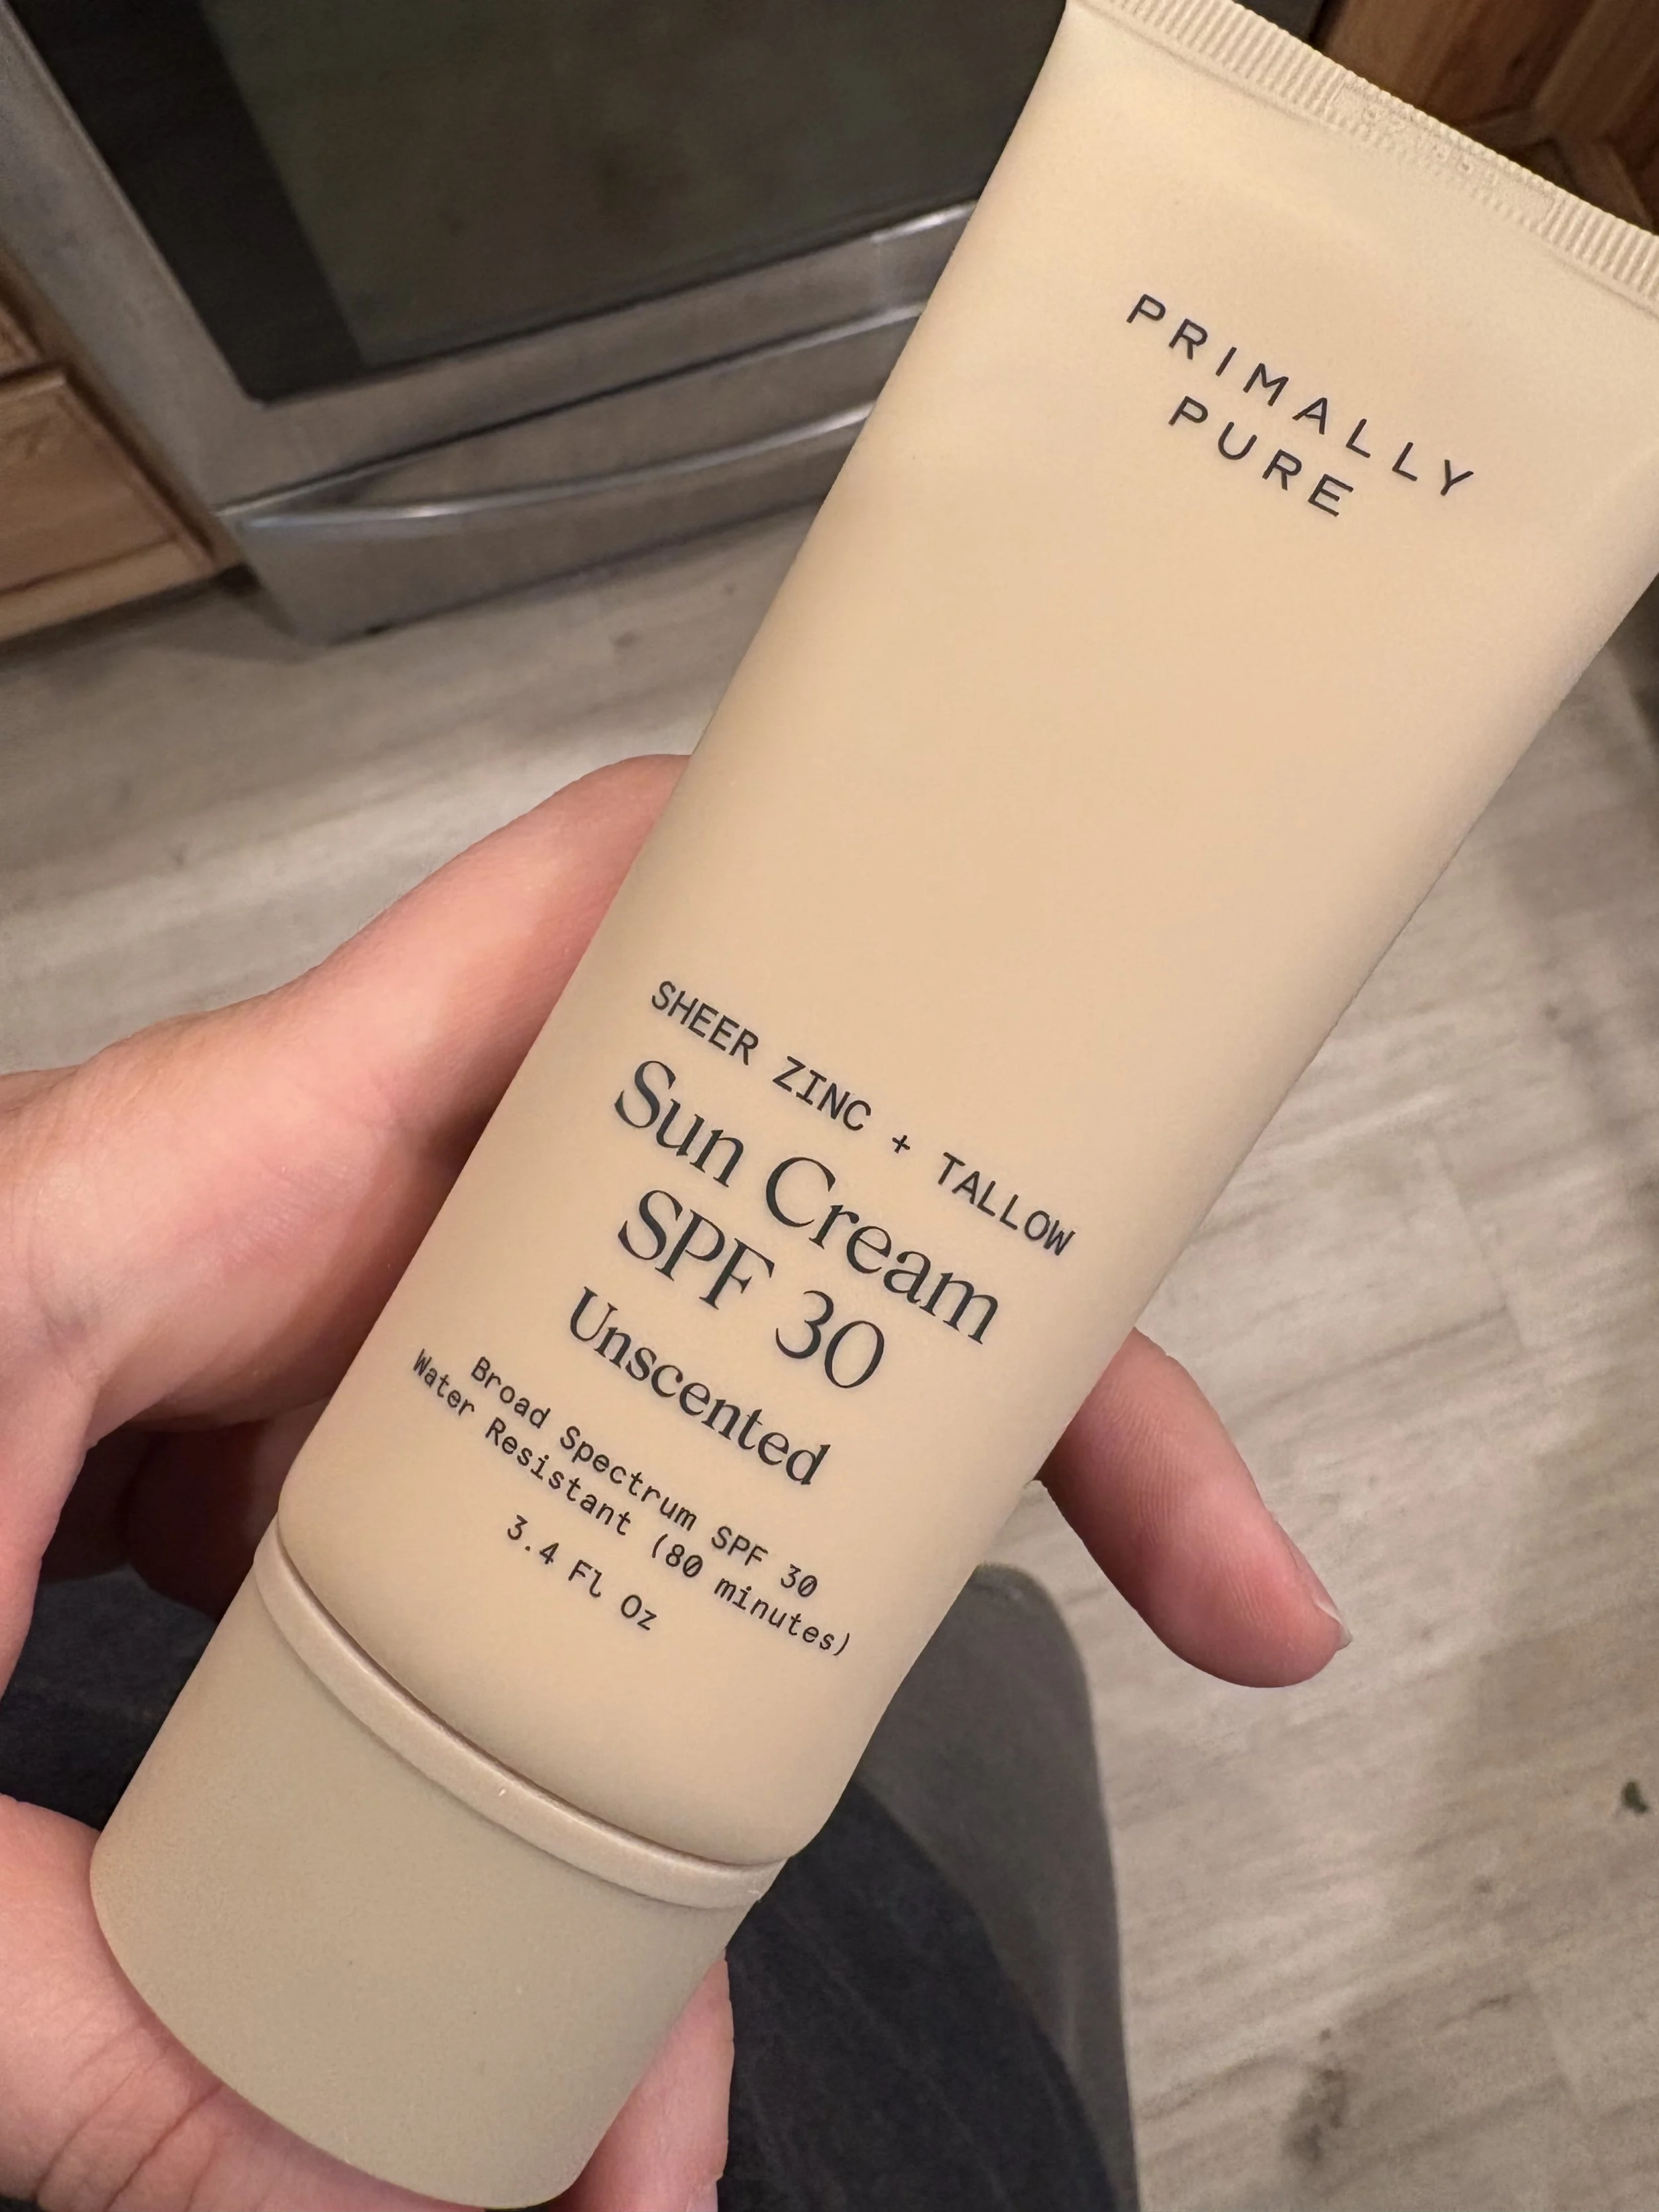 PRIMALLY
PURE
SHEER ZINC + TALLOW
Sun Cream
SPF 30
Unscented
Broad Spectrum SPF 30
Water Resistant (80 minutes)
3.4 Fl Oz